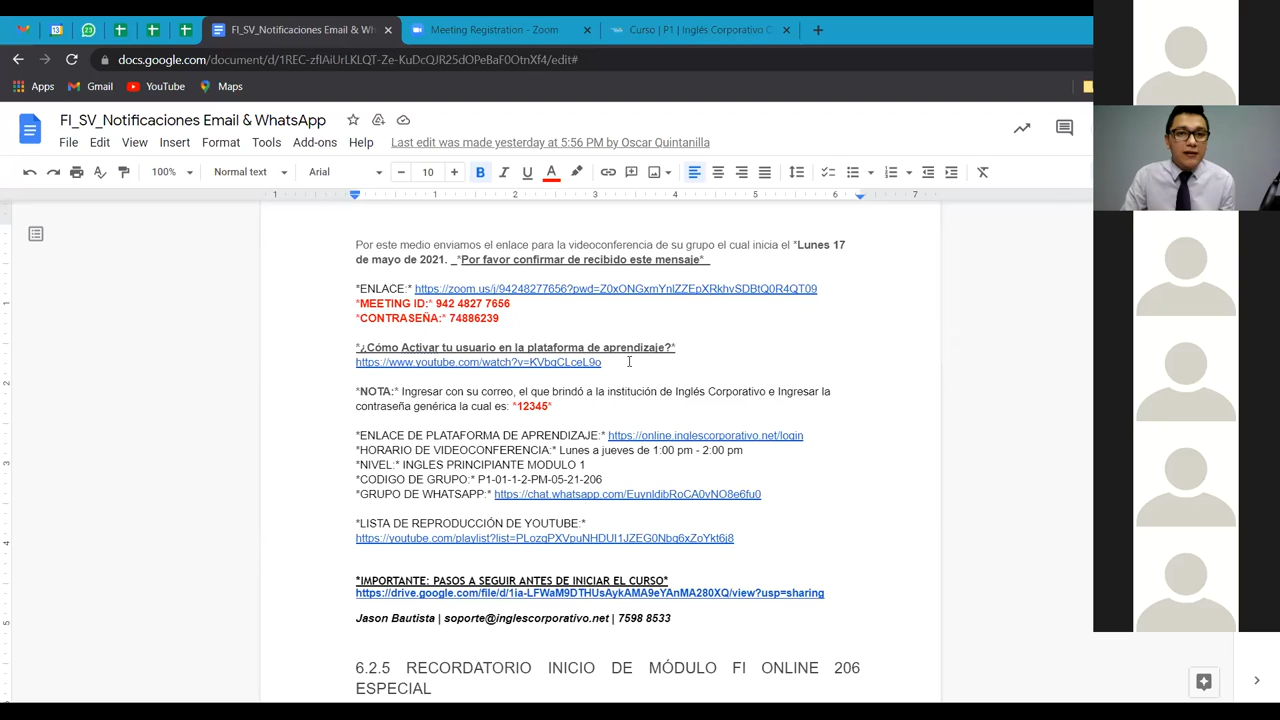 FI_SV_Notificaciones Email & Wh
Meeting Registration - Zoom
Curso | P1 | Inglés Corporativo C
docs.google.com/document/d/1REC-zfIAiUrLKLQT-Ze-KuDcQJR25dOPeBaF0OtnXf4/edit#
Apps Gmail YouTube Maps
FI_SV_Notificaciones Email & WhatsApp
File Edit View Insert Format Tools Add-ons Help Last edit was made yesterday at 5:56 PM by Oscar Quintanilla
100% Normal text Arial 10 B I U A
1 1 2 3 4 5 6 7
Por este medio enviamos el enlace para la videoconferencia de su grupo el cual inicia el *Lunes 17
de mayo de 2021. _*Por favor confirmar de recibido este mensaje*_
*ENLACE:* https://zoom.us/j/94248277656?pwd=Z0xONGxmYnlZZEpXRkhvSDBtQ0R4QT09
*MEETING ID:* 942 4827 7656
*CONTRASEÑA:* 74886239
*¿Cómo Activar tu usuario en la plataforma de aprendizaje?*
https://www.youtube.com/watch?v=KVbgCLceL9o
*NOTA:* Ingresar con su correo, el que brindó a la institución de Inglés Corporativo e Ingresar la
contraseña genérica la cual es: *12345*
*ENLACE DE PLATAFORMA DE APRENDIZAJE:* https://online.inglescorporativo.net/login
*HORARIO DE VIDEOCONFERENCIA:* Lunes a jueves de 1:00 pm - 2:00 pm
*NIVEL:* INGLES PRINCIPIANTE MODULO 1
*CODIGO DE GRUPO:* P1-01-1-2-PM-05-21-206
*GRUPO DE WHATSAPP:* https://chat.whatsapp.com/EuynIdibRoCA0vNO8e6fu0
*LISTA DE REPRODUCCIÓN DE YOUTUBE:*
https://youtube.com/playlist?list=PLozqPXVpuNHDUI1JZEG0Nbq6xZoYkt6j8
*IMPORTANTE: PASOS A SEGUIR ANTES DE INICIAR EL CURSO*
https://drive.google.com/file/d/1ia-LFWaM9DTHUsAykAMA9eYAnMA280XQ/view?usp=sharing
Jason Bautista | soporte@inglescorporativo.net | 7598 8533
6.2.5 RECORDATORIO INICIO DE MÓDULO FI ONLINE 206
ESPECIAL